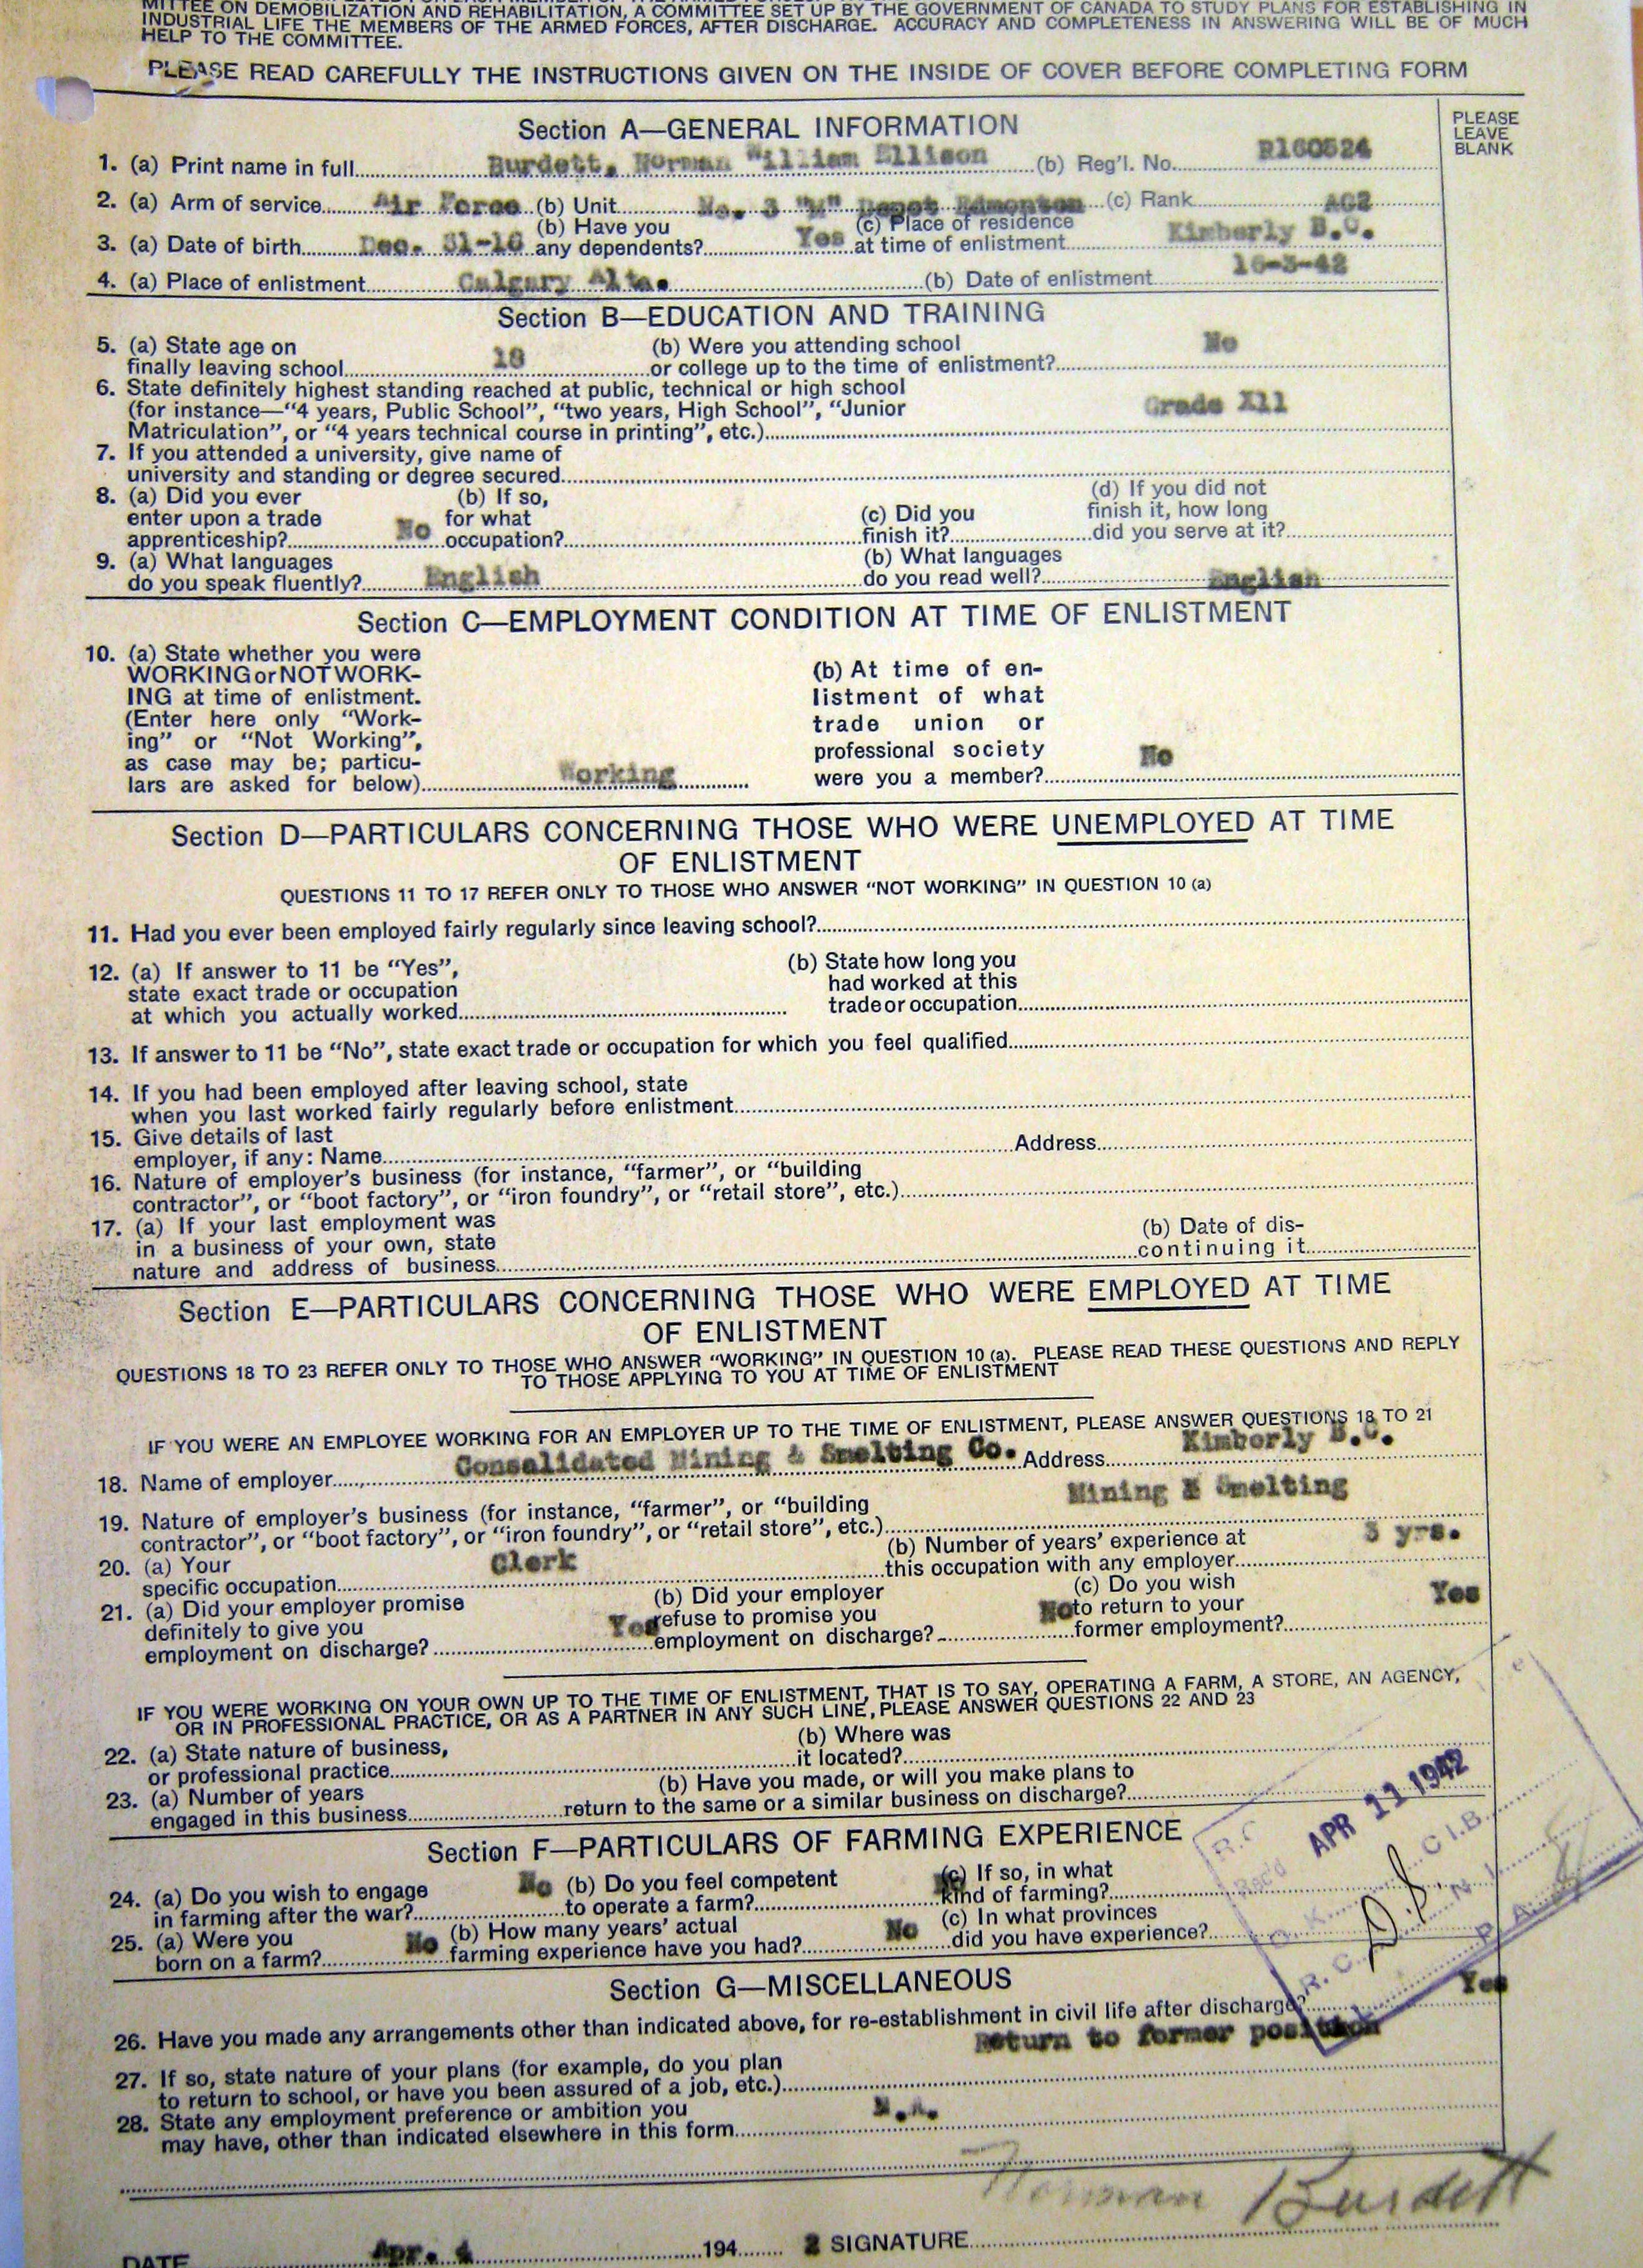 MITTEE ON DEMOBILIZATION AND REHABILITATION, A COMMITTEE SET UP BY THE GOVERNMENT OF CANADA TO STUDY PLANS FOR ESTABLISHING IN
INDUSTRIAL LIFE THE MEMBERS OF THE ARMED FORCES, AFTER DISCHARGE. ACCURACY AND COMPLETENESS IN ANSWERING WILL BE OF MUCH
HELP TO THE COMMITTEE.
PLEASE READ CAREFULLY THE INSTRUCTIONS GIVEN ON THE INSIDE OF COVER BEFORE COMPLETING FORM
PLEASE LEAVE BLANK
Section A—GENERAL INFORMATION
1. (a) Print name in full Burdett, Norman William Ellison (b) Reg'l. No. R160524
2. (a) Arm of service Air Force (b) Unit No. 3 "M" Depot Edmonton (c) Rank AC2
3. (a) Date of birth Dec. 31-16 (b) Have you any dependents? Yes (c) Place of residence at time of enlistment Kimberly B.C.
4. (a) Place of enlistment Calgary Alta. (b) Date of enlistment 16-3-42
Section B—EDUCATION AND TRAINING
5. (a) State age on finally leaving school 18 (b) Were you attending school or college up to the time of enlistment? No
6. State definitely highest standing reached at public, technical or high school
(for instance—"4 years, Public School", "two years, High School", "Junior
Matriculation", or "4 years technical course in printing", etc.) Grade X11
7. If you attended a university, give name of
university and standing or degree secured
8. (a) Did you ever enter upon a trade apprenticeship? No (b) If so, for what occupation? (c) Did you finish it? (d) If you did not finish it, how long did you serve at it?
9. (a) What languages do you speak fluently? English (b) What languages do you read well? English
Section C—EMPLOYMENT CONDITION AT TIME OF ENLISTMENT
10. (a) State whether you were
WORKING or NOT WORK-
ING at time of enlistment.
(Enter here only "Work-
ing" or "Not Working",
as case may be; particu-
lars are asked for below) Working
(b) At time of en-
listment of what
trade union or
professional society
were you a member? No
Section D—PARTICULARS CONCERNING THOSE WHO WERE UNEMPLOYED AT TIME
OF ENLISTMENT
QUESTIONS 11 TO 17 REFER ONLY TO THOSE WHO ANSWER "NOT WORKING" IN QUESTION 10 (a)
11. Had you ever been employed fairly regularly since leaving school?
12. (a) If answer to 11 be "Yes", state exact trade or occupation at which you actually worked (b) State how long you had worked at this trade or occupation
13. If answer to 11 be "No", state exact trade or occupation for which you feel qualified
14. If you had been employed after leaving school, state
when you last worked fairly regularly before enlistment
15. Give details of last
employer, if any: Name Address
16. Nature of employer's business (for instance, "farmer", or "building
contractor", or "boot factory", or "iron foundry", or "retail store", etc.)
17. (a) If your last employment was in a business of your own, state nature and address of business (b) Date of dis-continuing it
Section E—PARTICULARS CONCERNING THOSE WHO WERE EMPLOYED AT TIME
OF ENLISTMENT
QUESTIONS 18 TO 23 REFER ONLY TO THOSE WHO ANSWER "WORKING" IN QUESTION 10 (a). PLEASE READ THESE QUESTIONS AND REPLY
TO THOSE APPLYING TO YOU AT TIME OF ENLISTMENT
IF YOU WERE AN EMPLOYEE WORKING FOR AN EMPLOYER UP TO THE TIME OF ENLISTMENT, PLEASE ANSWER QUESTIONS 18 TO 21
18. Name of employer Consalidated Mining & Smelting Co. Address Kimberly B.C.
19. Nature of employer's business (for instance, "farmer", or "building
contractor", or "boot factory", or "iron foundry", or "retail store", etc.) Mining & Smelting
20. (a) Your specific occupation Clerk (b) Number of years' experience at this occupation with any employer 3 yrs.
21. (a) Did your employer promise definitely to give you employment on discharge? Yes (b) Did your employer refuse to promise you employment on discharge? No (c) Do you wish to return to your former employment? Yes
IF YOU WERE WORKING ON YOUR OWN UP TO THE TIME OF ENLISTMENT, THAT IS TO SAY, OPERATING A FARM, A STORE, AN AGENCY,
OR IN PROFESSIONAL PRACTICE, OR AS A PARTNER IN ANY SUCH LINE, PLEASE ANSWER QUESTIONS 22 AND 23
22. (a) State nature of business, or professional practice (b) Where was it located?
23. (a) Number of years engaged in this business (b) Have you made, or will you make plans to return to the same or a similar business on discharge?
APR 11 1942
Rec'd
C I.B.
Section F—PARTICULARS OF FARMING EXPERIENCE
24. (a) Do you wish to engage in farming after the war? No (b) Do you feel competent to operate a farm? (c) If so, in what kind of farming?
25. (a) Were you born on a farm? No (b) How many years' actual farming experience have you had? No (c) In what provinces did you have experience?
Section G—MISCELLANEOUS
26. Have you made any arrangements other than indicated above, for re-establishment in civil life after discharge? Yes
27. If so, state nature of your plans (for example, do you plan
to return to school, or have you been assured of a job, etc.) Return to former position
28. State any employment preference or ambition you
may have, other than indicated elsewhere in this form
Norman Burdett
DATE Apr. 4 194 2 SIGNATURE